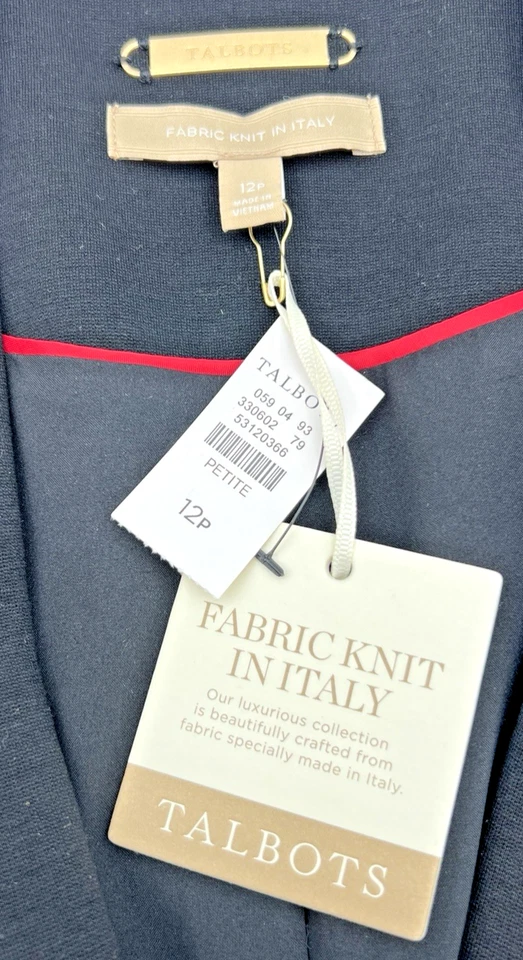 TALBOTS
FABRIC KNIT IN ITALY
12P
MADE IN
VIETNAM
TALBO
059 04 93
330602 79
53120366
PETITE
12P
FABRIC KNIT
IN ITALY
Our luxurious collection
is beautifully crafted from
fabric specially made in Italy.
TALBOTS